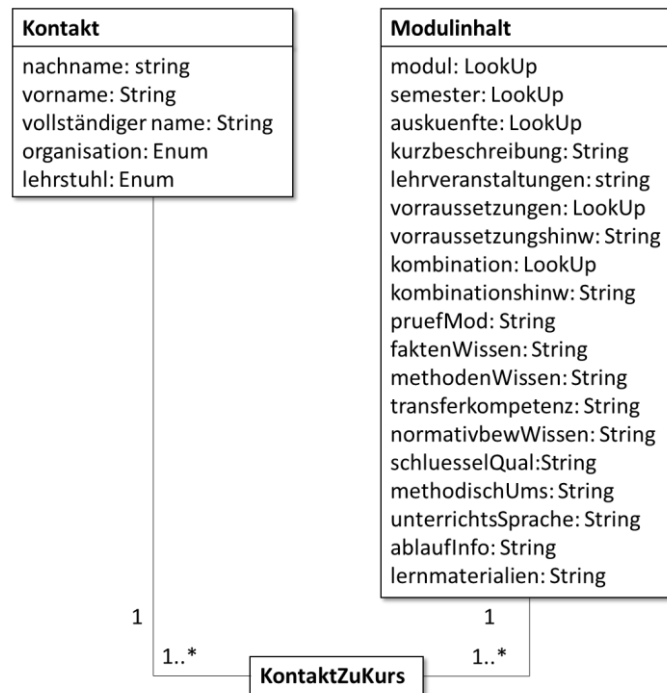 Kontakt
nachname: string
vorname: String
vollständiger name: String
organisation: Enum
lehrstuhl: Enum
Modulinhalt
modul: LookUp
semester: LookUp
auskuenfte: LookUp
kurzbeschreibung: String
lehrveranstaltungen: string
vorraussetzungen: LookUp
vorraussetzungshinw: String
kombination: LookUp
kombinationshinw: String
pruefMod: String
faktenWissen: String
methodenWissen: String
transferkompetenz: String
normativbewWissen: String
schluesselQual:String
methodischUms: String
unterrichtsSprache: String
ablaufInfo: String
lernmaterialien: String
1
1
1..*
1..*
KontaktZuKurs